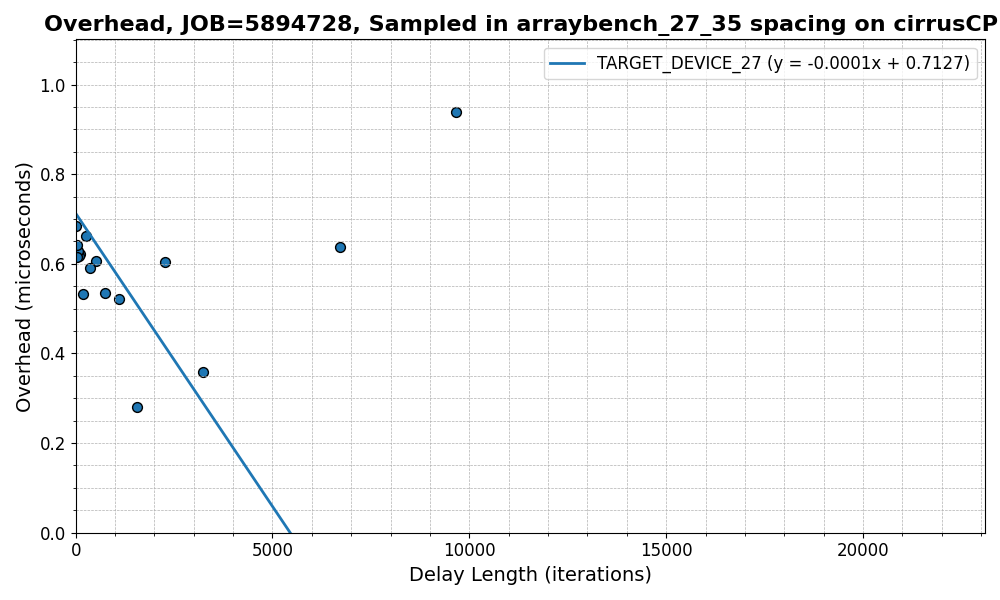 Overhead, JOB=5894728, Sampled in arraybench_27_35 spacing on cirrusCP
TARGET_DEVICE_27 (y = -0.0001x + 0.7127)
Overhead (microseconds)
1.0
0.8
0.6
0.4
0.2
0.0
0 5000 10000 15000 20000
Delay Length (iterations)